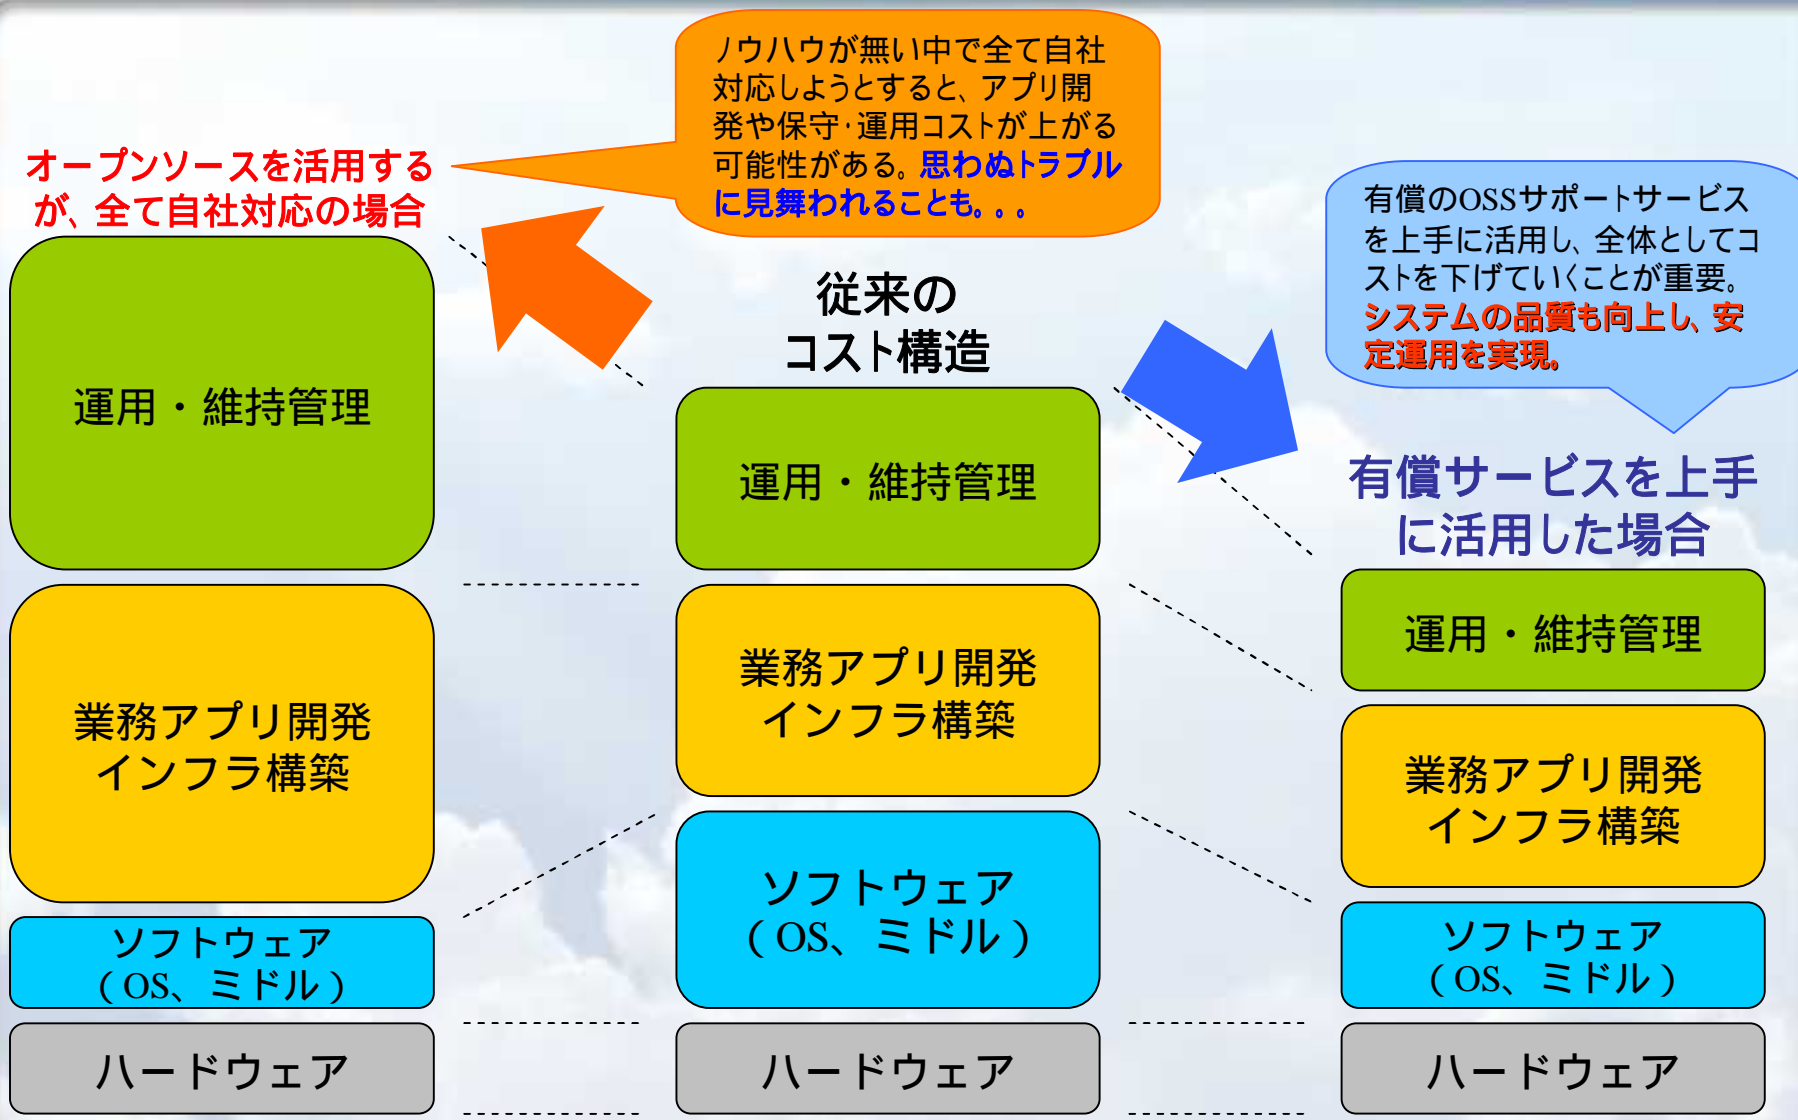 ノウハウが無い中で全て自社
対応しようとすると、アプリ開
発や保守・運用コストが上がる
可能性がある。思わぬトラブル
に見舞われることも。。。
オープンソースを活用する
が、全て自社対応の場合
有償のOSSサポートサービス
を上手に活用し、全体としてコ
ストを下げていくことが重要。
システムの品質も向上し、安
定運用を実現。
従来の
コスト構造
有償サービスを上手
に活用した場合
運用・維持管理
業務アプリ開発
インフラ構築
ソフトウェア
（OS、ミドル）
ハードウェア
運用・維持管理
業務アプリ開発
インフラ構築
ソフトウェア
（OS、ミドル）
ハードウェア
運用・維持管理
業務アプリ開発
インフラ構築
ソフトウェア
（OS、ミドル）
ハードウェア